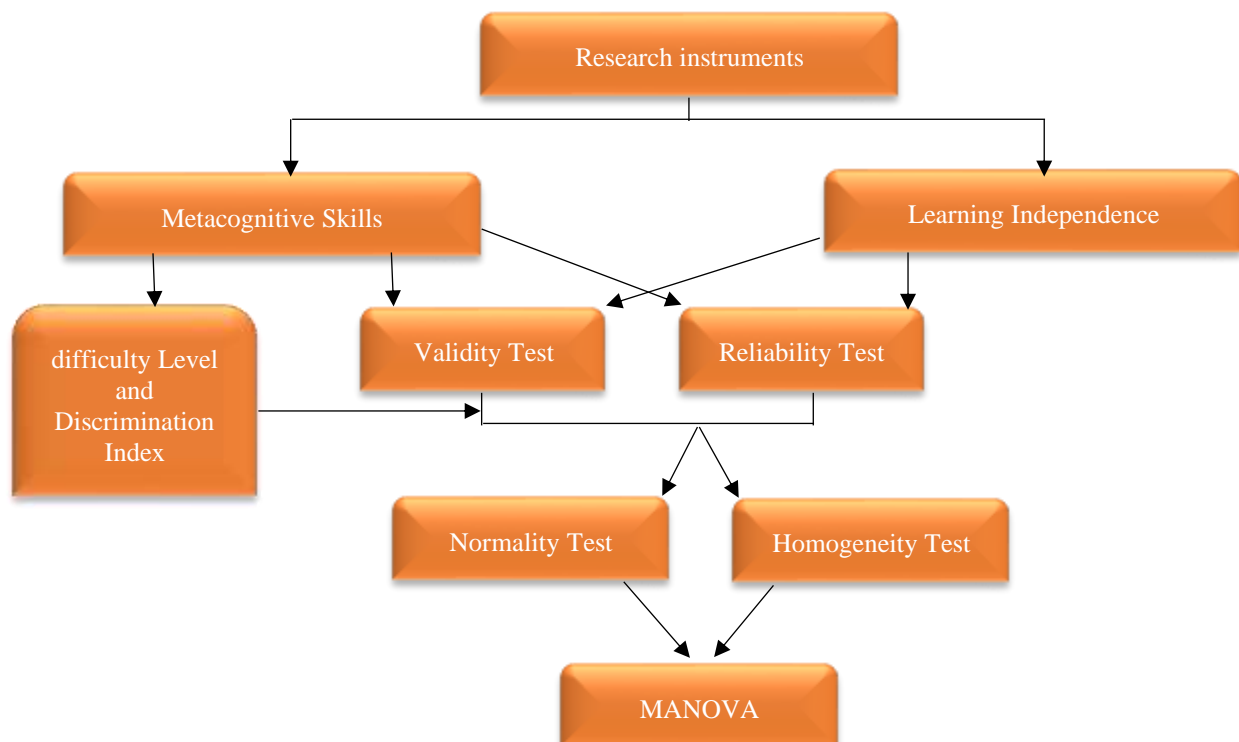 Research instruments
Metacognitive Skills
Learning Independence
difficulty Level
and
Discrimination
Index
Validity Test
Reliability Test
Normality Test
Homogeneity Test
MANOVA